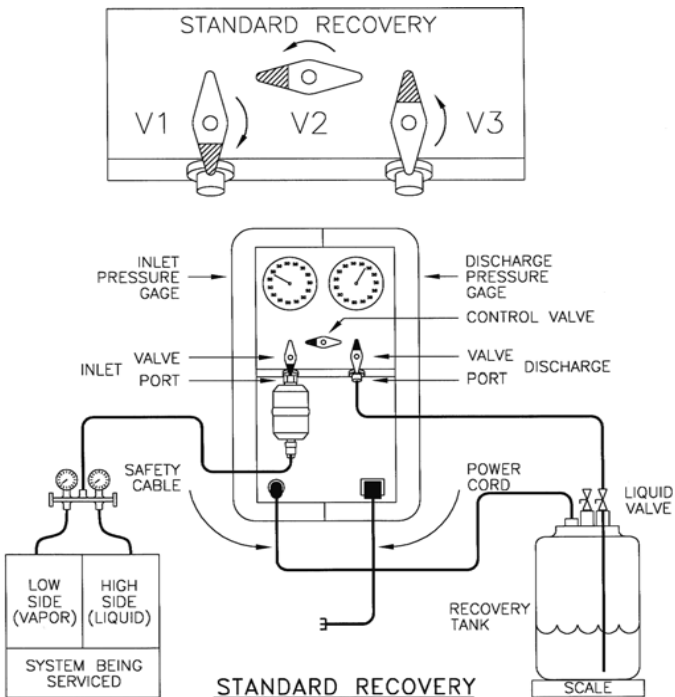 STANDARD RECOVERY
V1
V2
V3
INLET
PRESSURE
GAGE
DISCHARGE
PRESSURE
GAGE
CONTROL VALVE
INLET
VALVE
PORT
VALVE
PORT
DISCHARGE
SAFETY
CABLE
POWER
CORD
LIQUID
VALVE
LOW
SIDE
(VAPOR)
HIGH
SIDE
(LIQUID)
SYSTEM BEING
SERVICED
RECOVERY
TANK
SCALE
STANDARD RECOVERY